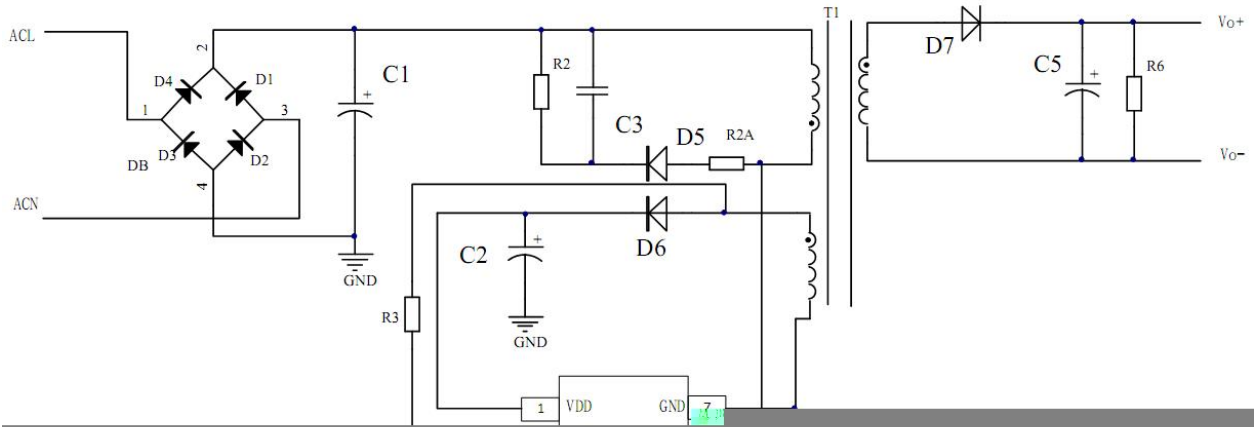 T1
ACL
2
D4
D1
C1
+
R2
D7
C5
+
R6
Vo+
1
3
DB
D3
D2
4
C3
D5
R2A
Vo-
ACN
GND
C2
+
D6
R3
GND
1
VDD
GND
7